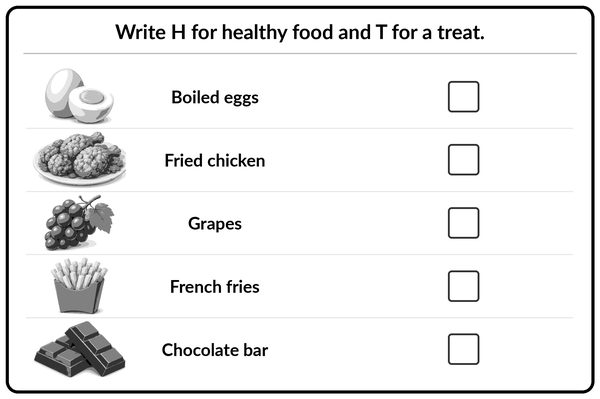 Write H for healthy food and T for a treat.
Boiled eggs
Fried chicken
Grapes
French fries
Chocolate bar